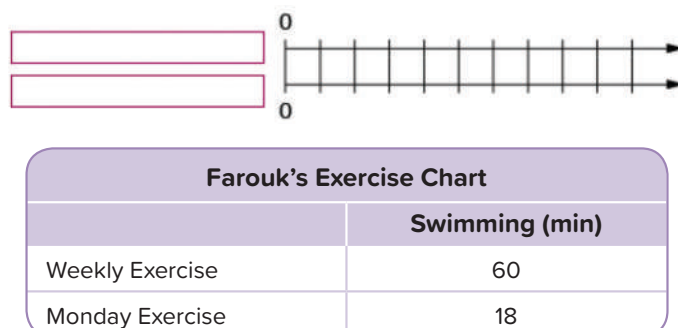 0
0
Farouk's Exercise Chart
Swimming (min)
Weekly Exercise 60
Monday Exercise 18